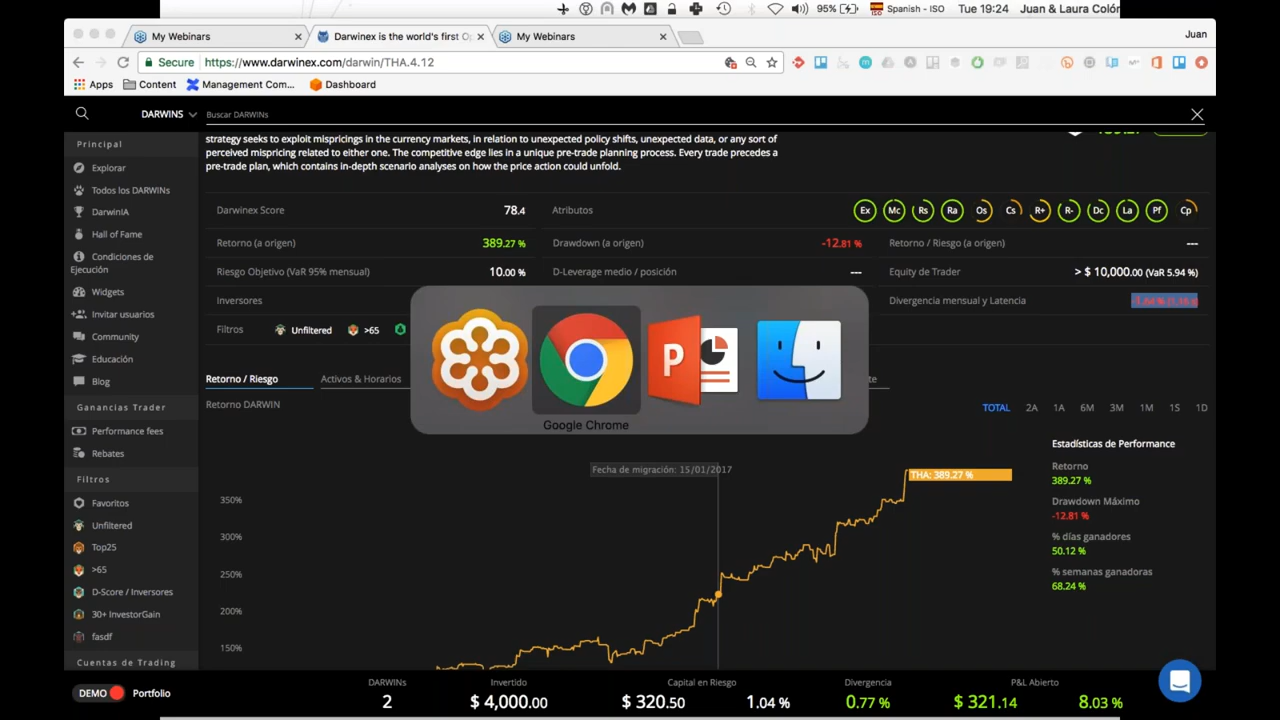 95%
Spanish - ISO
Tue 19:24
Juan & Laura Colón
My Webinars
Darwinex is the world's first O
My Webinars
Juan
Secure
https://www.darwinex.com/darwin/THA.4.12
Apps
Content
Management Com...
Dashboard
DARWINS
Buscar DARWINs
strategy seeks to exploit mispricings in the currency markets, in relation to unexpected policy shifts, unexpected data, or any sort of
perceived mispricing related to either one. The competitive edge lies in a unique pre-trade planning process. Every trade precedes a
pre-trade plan, which contains in-depth scenario analyses on how the price action could unfold.
Principal
Explorar
Todos los DARWINs
DarwinIA
Hall of Fame
Condiciones de
Ejecución
Widgets
Invitar usuarios
Community
Educación
Blog
Ganancias Trader
Performance fees
Rebates
Filtros
Favoritos
Unfiltered
Top25
>65
D-Score / Inversores
30+ InvestorGain
fasdf
Cuentas de Trading
Darwinex Score
78.4
Atributos
Ex Mc Rs Ra Os Cs R+ R- Dc La Pf Cp
Retorno (a origen)
389.27 %
Drawdown (a origen)
-12.81 %
Retorno / Riesgo (a origen)
---
Riesgo Objetivo (VaR 95% mensual)
10.00 %
D-Leverage medio / posición
---
Equity de Trader
> $ 10,000.00 (VaR 5.94 %)
Inversores
Divergencia mensual y Latencia
Filtros
Unfiltered
>65
Google Chrome
Retorno / Riesgo
Activos & Horarios
te
Retorno DARWIN
TOTAL 2A 1A 6M 3M 1M 1S 1D
Fecha de migración: 15/01/2017
THA: 389.27 %
350%
300%
250%
200%
150%
Estadísticas de Performance
Retorno
389.27 %
Drawdown Máximo
-12.81 %
% días ganadores
50.12 %
% semanas ganadoras
68.24 %
DEMO
Portfolio
DARWINs
2
Invertido
$ 4,000.00
Capital en Riesgo
$ 320.50
1.04 %
Divergencia
0.77 %
P&L Abierto
$ 321.14
8.03 %